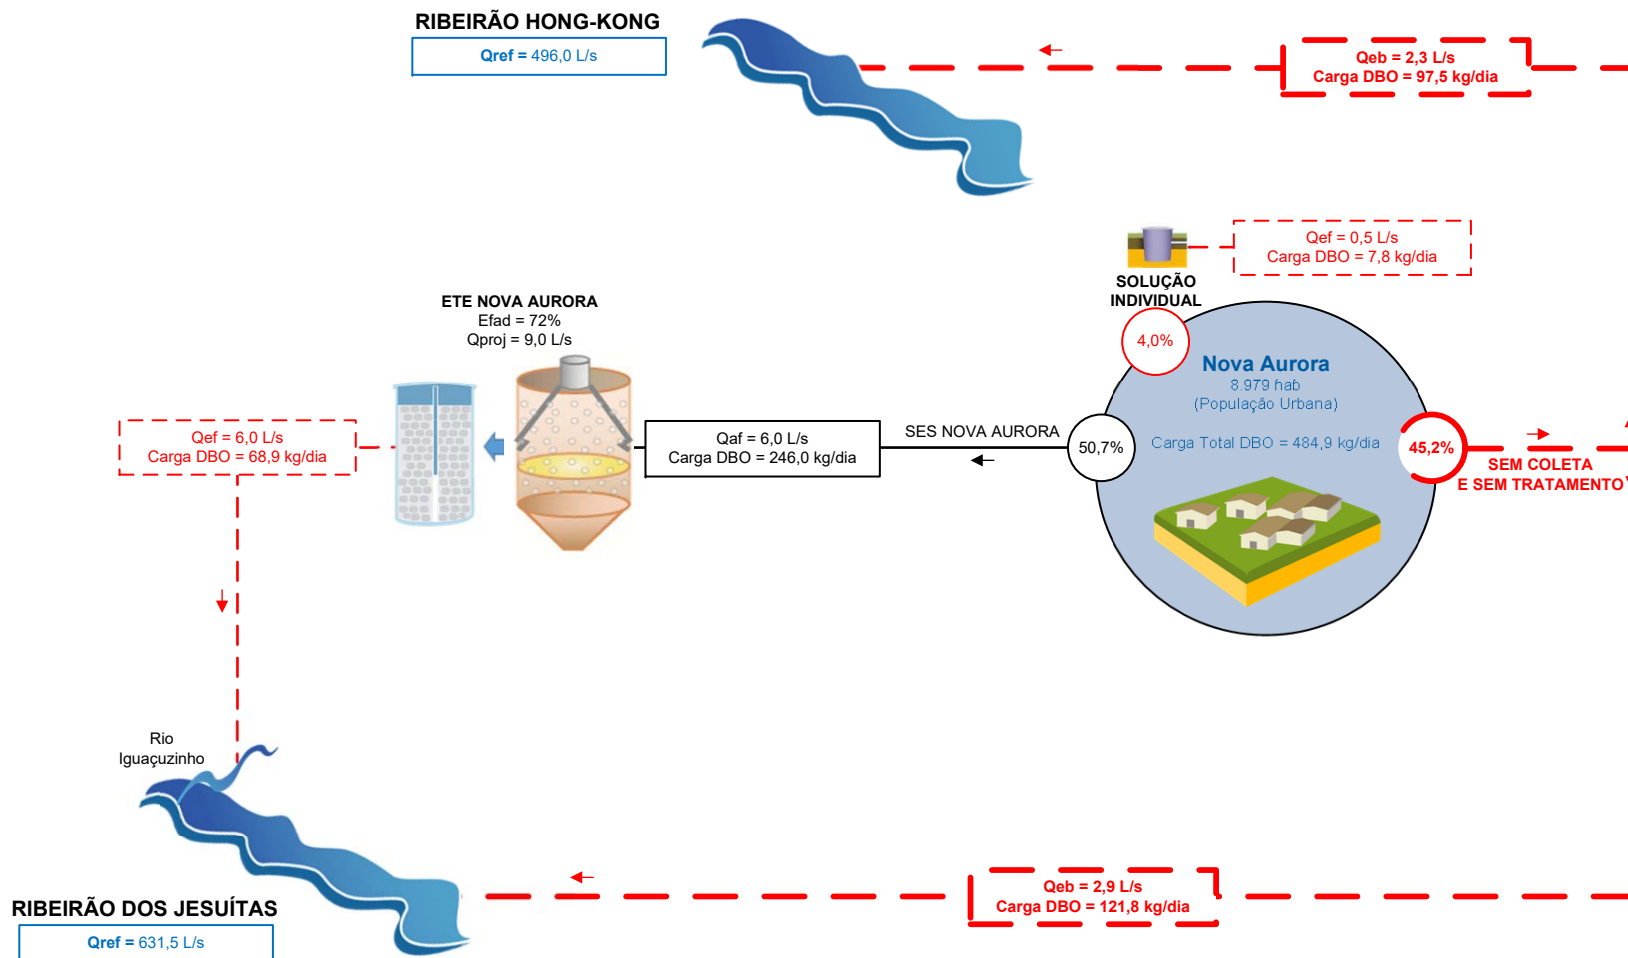 RIBEIRÃO HONG-KONG
Qref = 496,0 L/s
Qeb = 2,3 L/s
Carga DBO = 97,5 kg/dia
Qef = 0,5 L/s
Carga DBO = 7,8 kg/dia
SOLUÇÃO
INDIVIDUAL
4,0%
ETE NOVA AURORA
Efad = 72%
Qproj = 9,0 L/s
Nova Aurora
8.979 hab
(População Urbana)
Carga Total DBO = 484,9 kg/dia
Qef = 6,0 L/s
Carga DBO = 68,9 kg/dia
Qaf = 6,0 L/s
Carga DBO = 246,0 kg/dia
SES NOVA AURORA
50,7%
45,2%
SEM COLETA
E SEM TRATAMENTO
Rio
Iguaçuzinho
Qeb = 2,9 L/s
Carga DBO = 121,8 kg/dia
RIBEIRÃO DOS JESUÍTAS
Qref = 631,5 L/s